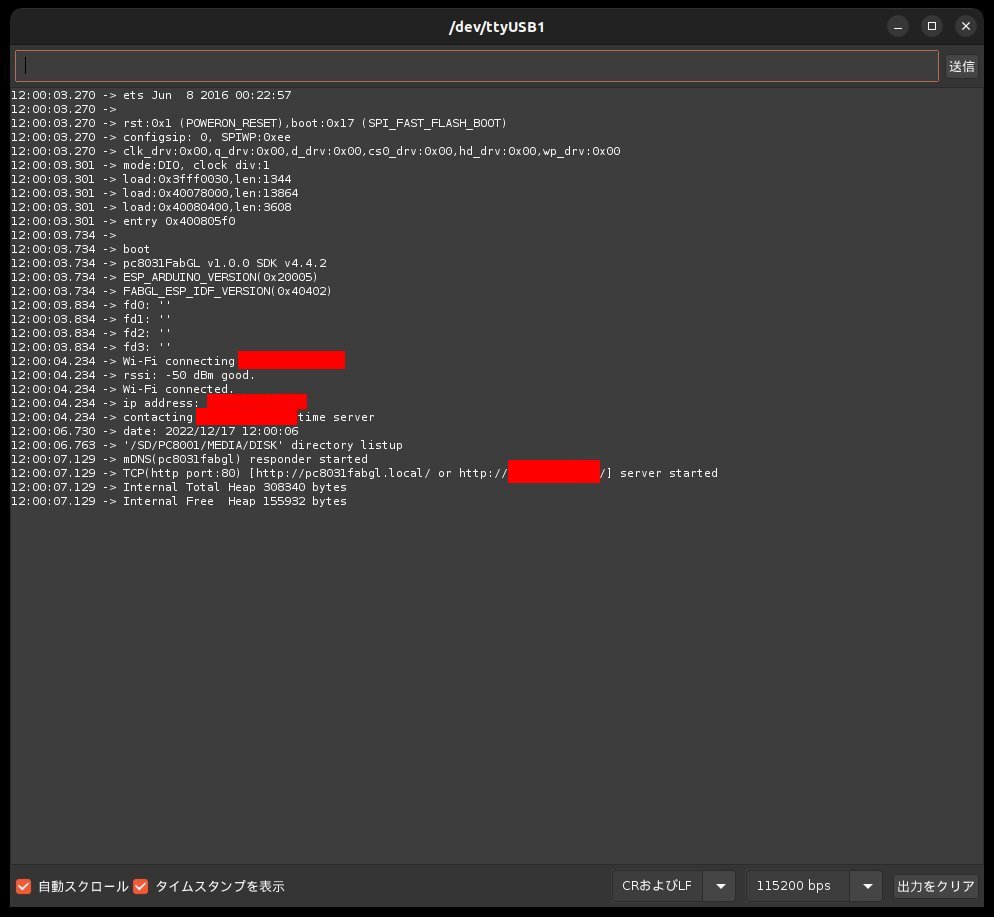 /dev/ttyUSB1
送信
12:00:03.270 -> ets Jun  8 2016 00:22:57
12:00:03.270 ->
12:00:03.270 -> rst:0x1 (POWERON_RESET),boot:0x17 (SPI_FAST_FLASH_BOOT)
12:00:03.270 -> configsip: 0, SPIWP:0xee
12:00:03.270 -> clk_drv:0x00,q_drv:0x00,d_drv:0x00,cs0_drv:0x00,hd_drv:0x00,wp_drv:0x00
12:00:03.301 -> mode:DIO, clock div:1
12:00:03.301 -> load:0x3fff0030,len:1344
12:00:03.301 -> load:0x40078000,len:13864
12:00:03.301 -> load:0x40080400,len:3608
12:00:03.301 -> entry 0x400805f0
12:00:03.734 ->
12:00:03.734 -> boot
12:00:03.734 -> pc8031FabGL v1.0.0 SDK v4.4.2
12:00:03.734 -> ESP_ARDUINO_VERSION(0x20005)
12:00:03.734 -> FABGL_ESP_IDF_VERSION(0x40402)
12:00:03.834 -> fd0: ''
12:00:03.834 -> fd1: ''
12:00:03.834 -> fd2: ''
12:00:03.834 -> fd3: ''
12:00:04.234 -> Wi-Fi connecting
12:00:04.234 -> rssi: -50 dBm good.
12:00:04.234 -> Wi-Fi connected.
12:00:04.234 -> ip address:
12:00:04.234 -> contacting time server
12:00:06.730 -> date: 2022/12/17 12:00:06
12:00:06.763 -> '/SD/PC8001/MEDIA/DISK' directory listup
12:00:07.129 -> mDNS(pc8031fabgl) responder started
12:00:07.129 -> TCP(http port:80) [http://pc8031fabgl.local/ or http:///] server started
12:00:07.129 -> Internal Total Heap 308340 bytes
12:00:07.129 -> Internal Free  Heap 155932 bytes
自動スクロール タイムスタンプを表示 CRおよびLF 115200 bps 出力をクリア